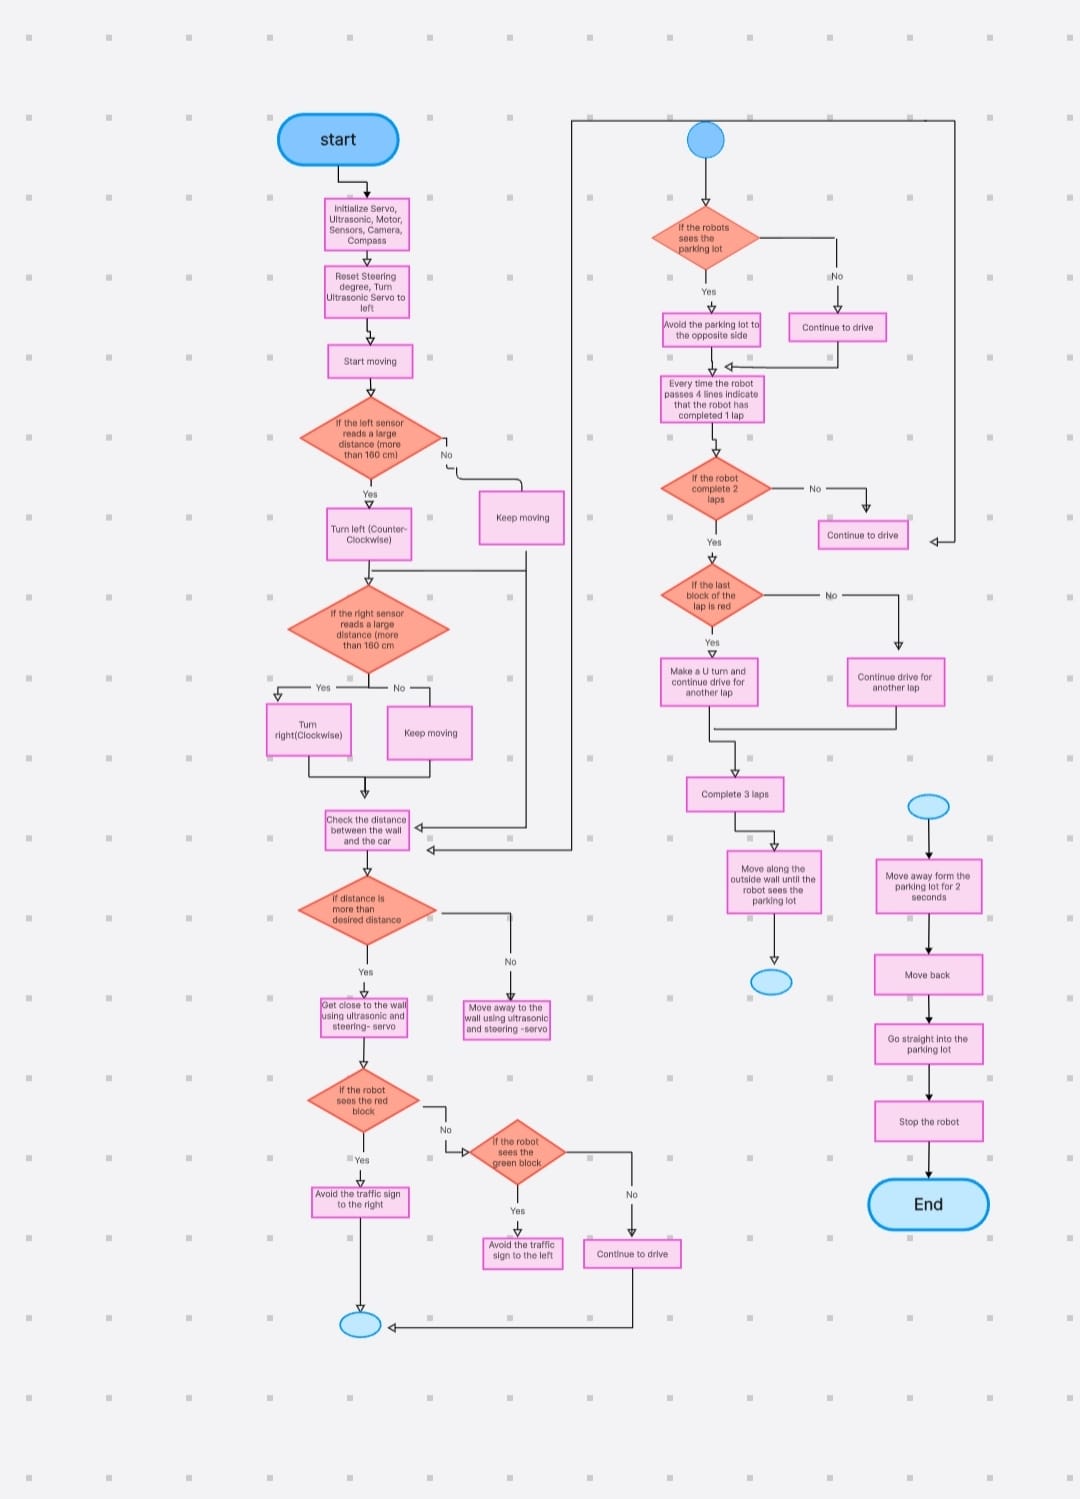 start
Initialize Servo,
Ultrasonic, Motor,
Sensors, Camera,
Compass
Reset Steering
degree, Turn
Ultrasonic Servo to
left
Start moving
If the left sensor
reads a large
distance (more
than 160 cm)
No
Yes
Keep moving
Turn left (Counter-
Clockwise)
If the right sensor
reads a large
distance (more
than 160 cm
Yes
No
Turn
right(Clockwise)
Keep moving
Check the distance
between the wall
and the car
if distance is
more than
desired distance
No
Yes
Get close to the wall
using ultrasonic and
steering- servo
Move away to the
wall using ultrasonic
and steering -servo
If the robot
sees the red
block
No
Yes
If the robot
sees the
green block
No
Yes
Avoid the traffic sign
to the right
Avoid the traffic
sign to the left
Continue to drive
If the robots
sees the
parking lot
No
Yes
Avoid the parking lot to
the opposite side
Continue to drive
Every time the robot
passes 4 lines indicate
that the robot has
completed 1 lap
If the robot
complete 2
laps
No
Yes
Continue to drive
If the last
block of the
lap is red
No
Yes
Make a U turn and
continue drive for
another lap
Continue drive for
another lap
Complete 3 laps
Move along the
outside wall until the
robot sees the
parking lot
Move away form the
parking lot for 2
seconds
Move back
Go straight into the
parking lot
Stop the robot
End